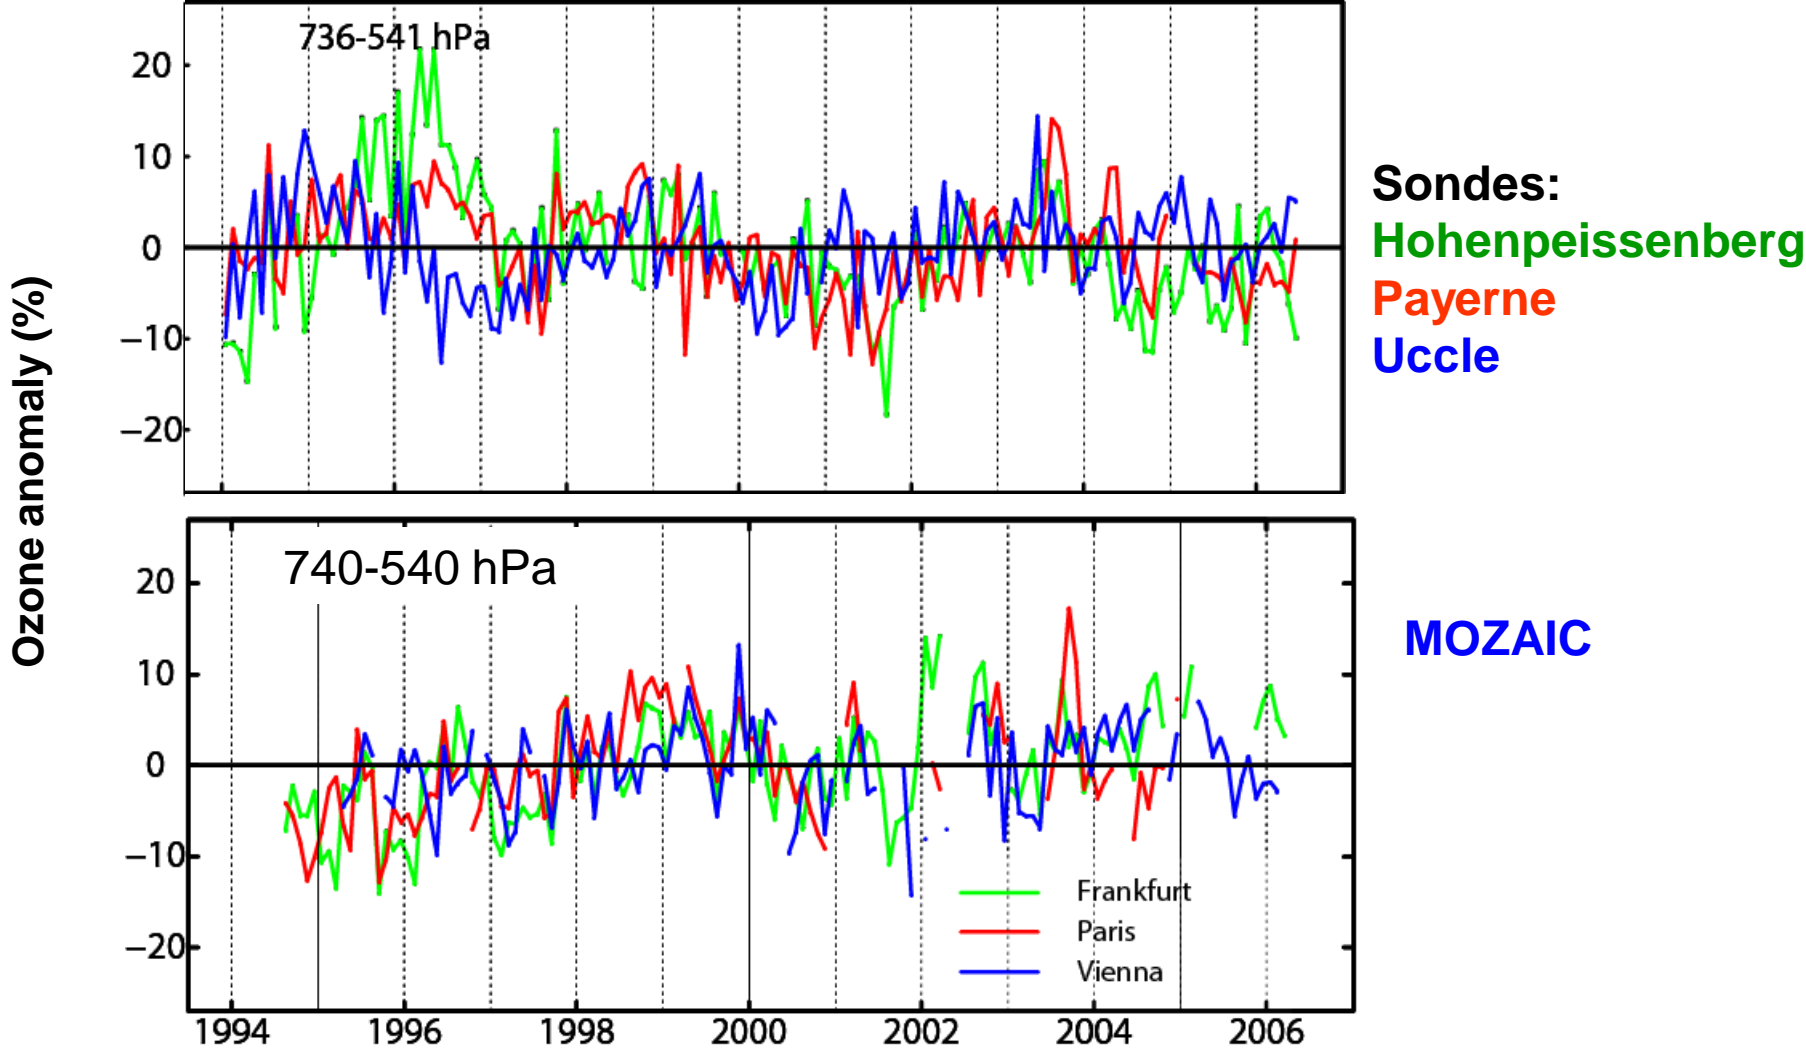 Ozone anomaly (%)
736-541 hPa
20
10
0
−10
−20
Sondes:
Hohenpeissenberg
Payerne
Uccle
740-540 hPa
20
10
0
−10
−20
MOZAIC
Frankfurt
Paris
Vienna
1994 1996 1998 2000 2002 2004 2006